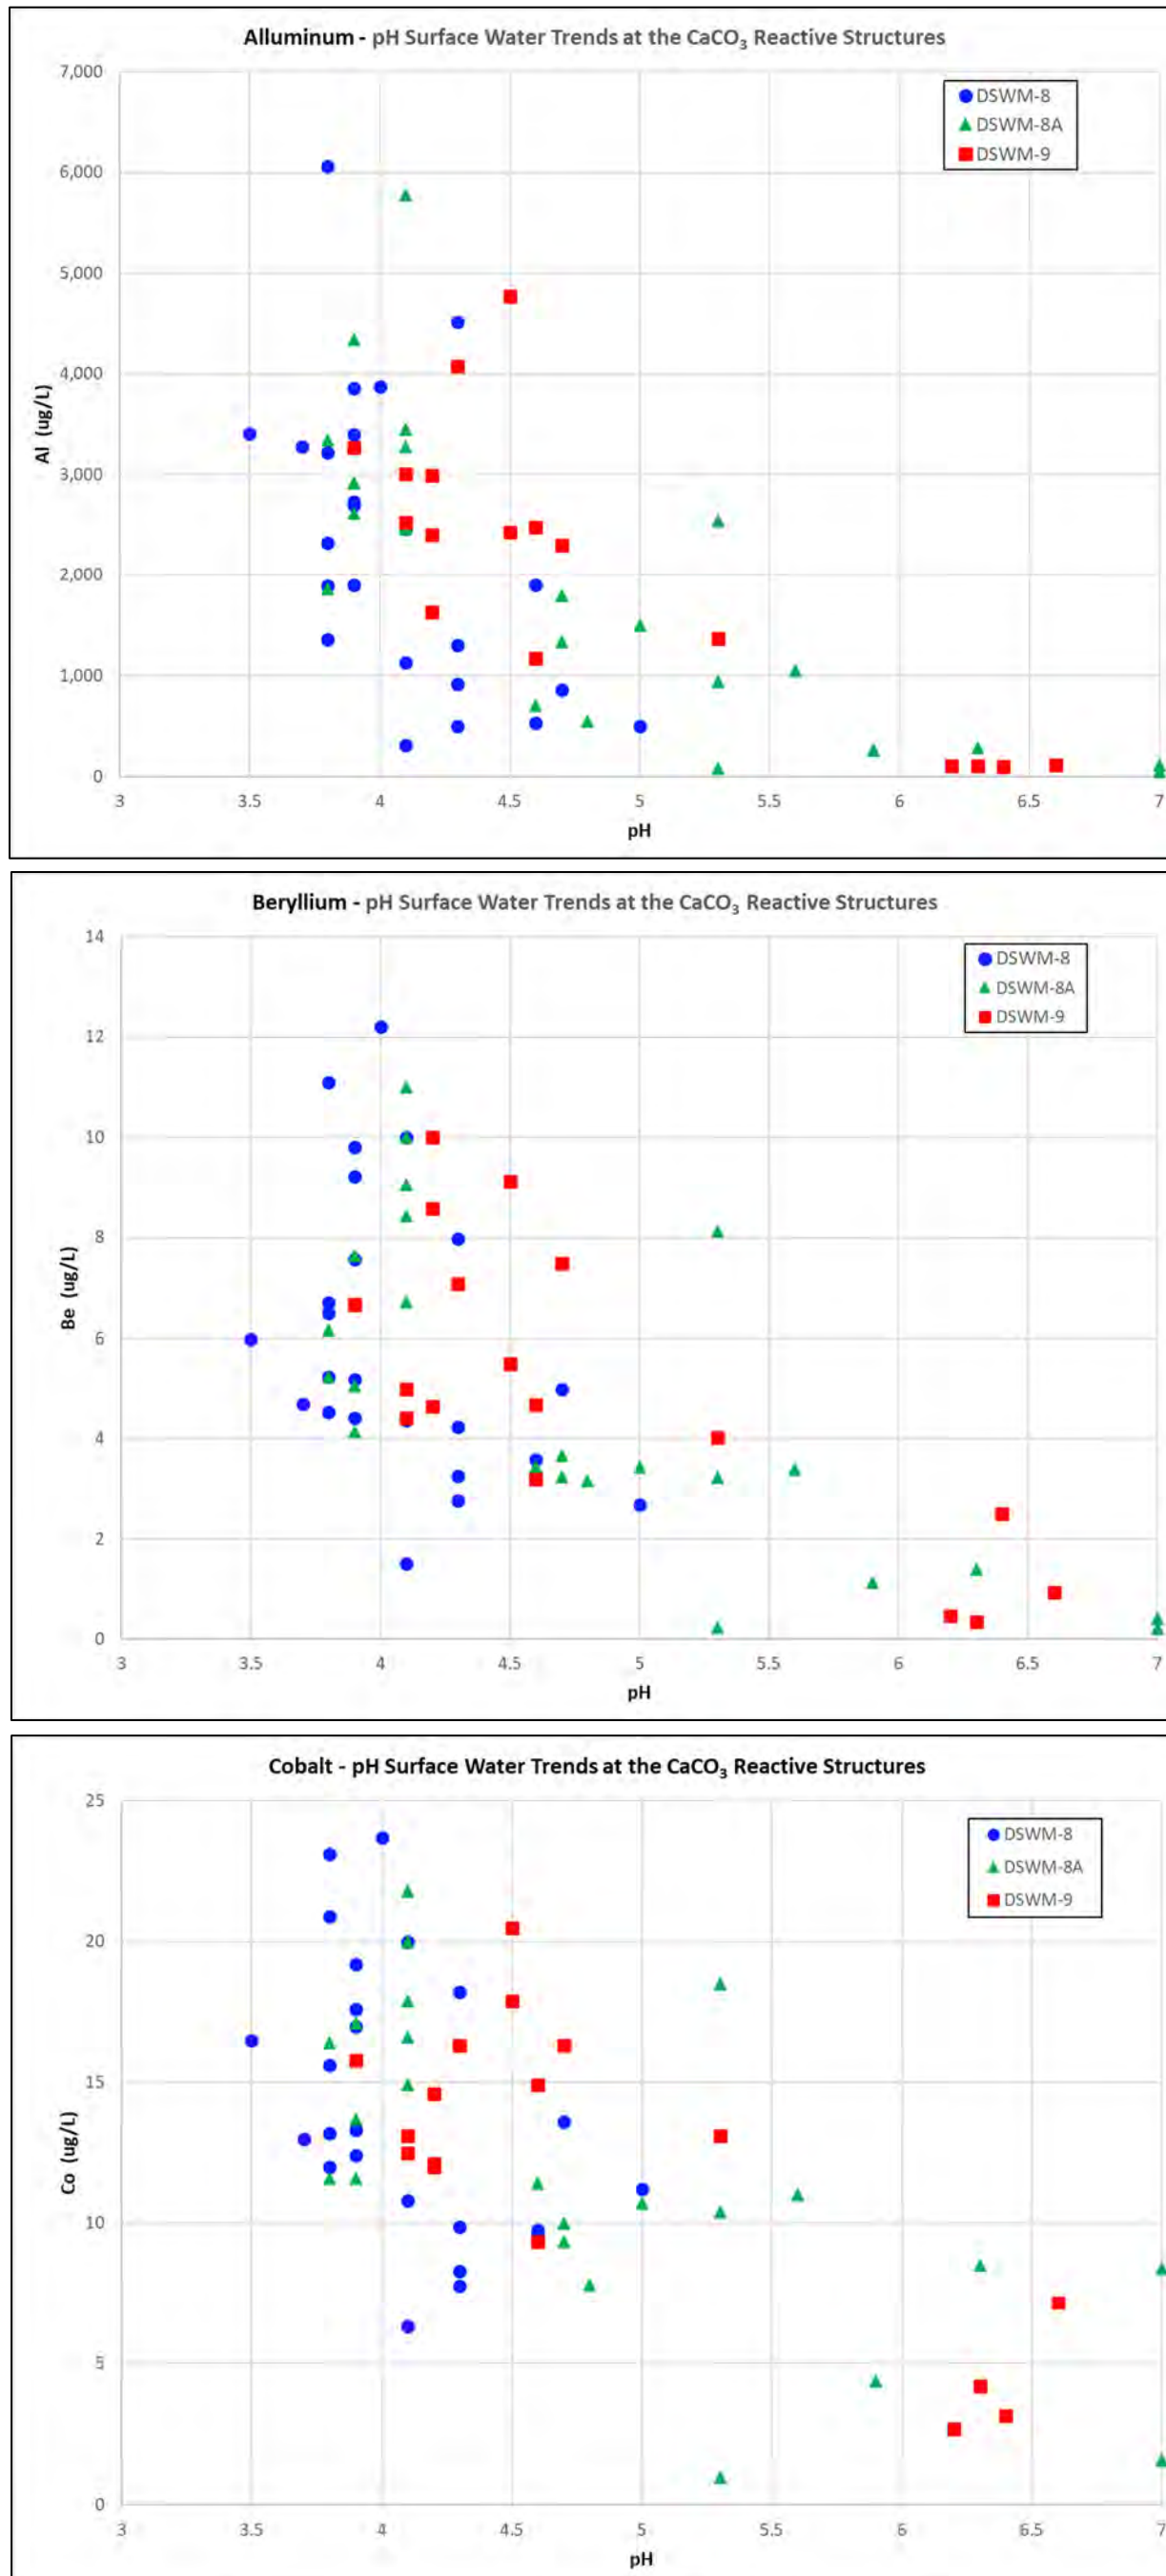 Alluminum - pH Surface Water Trends at the CaCO₃ Reactive Structures
7,000
6,000
5,000
4,000
3,000
2,000
1,000
0
Al (ug/L)
DSWM-8
DSWM-8A
DSWM-9
3 3.5 4 4.5 5 5.5 6 6.5 7
pH
Beryllium - pH Surface Water Trends at the CaCO₃ Reactive Structures
14
12
10
8
6
4
2
0
Be (ug/L)
DSWM-8
DSWM-8A
DSWM-9
3 3.5 4 4.5 5 5.5 6 6.5 7
pH
Cobalt - pH Surface Water Trends at the CaCO₃ Reactive Structures
25
20
15
10
5
0
Co (ug/L)
DSWM-8
DSWM-8A
DSWM-9
3 3.5 4 4.5 5 5.5 6 6.5 7
pH